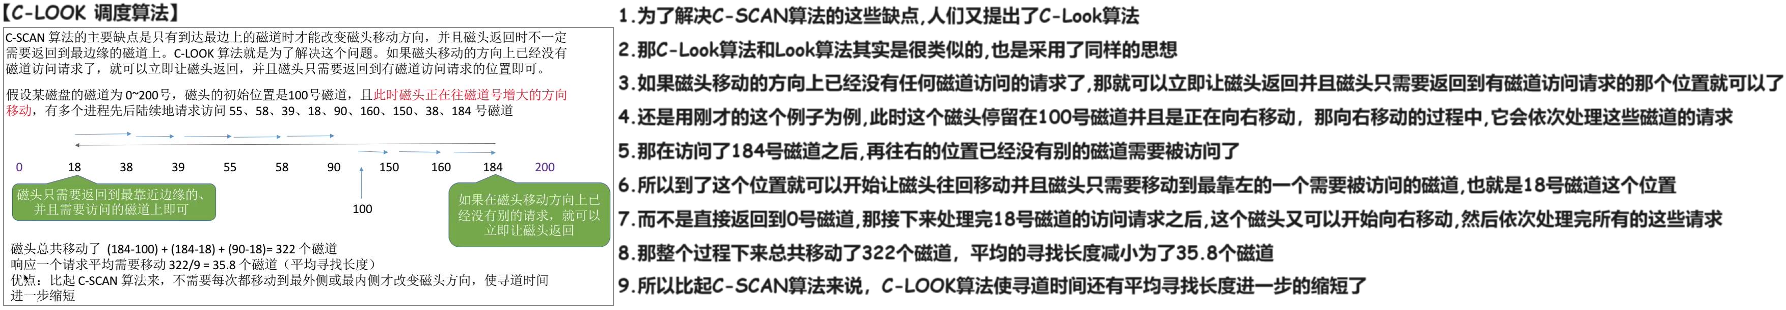 【C-LOOK 调度算法】
C-SCAN 算法的主要缺点是只有到达最边上的磁道时才能改变磁头移动方向，并且磁头返回时不一定
需要返回到最边缘的磁道上。C-LOOK 算法就是为了解决这个问题。如果磁头移动的方向上已经没有
磁道访问请求了，就可以立即让磁头返回，并且磁头只需要返回到有磁道访问请求的位置即可。
假设某磁盘的磁道为 0~200号，磁头的初始位置是100号磁道，且此时磁头正在往磁道号增大的方向
移动，有多个进程先后陆续地请求访问 55、58、39、18、90、160、150、38、184 号磁道
0 18 38 39 55 58 90 150 160 184 200
磁头只需要返回到最靠近边缘的、
并且需要访问的磁道上即可
100
如果在磁头移动方向上已
经没有别的请求，就可以
立即让磁头返回
磁头总共移动了 (184-100) + (184-18) + (90-18)= 322 个磁道
响应一个请求平均需要移动 322/9 = 35.8 个磁道（平均寻找长度）
优点：比起 C-SCAN 算法来，不需要每次都移动到最外侧或最内侧才改变磁头方向，使寻道时间
进一步缩短
1.为了解决C-SCAN算法的这些缺点,人们又提出了C-Look算法
2.那C-Look算法和Look算法其实是很类似的,也是采用了同样的思想
3.如果磁头移动的方向上已经没有任何磁道访问的请求了,那就可以立即让磁头返回并且磁头只需要返回到有磁道访问请求的那个位置就可以了
4.还是用刚才的这个例子为例,此时这个磁头停留在100号磁道并且是正在向右移动，那向右移动的过程中,它会依次处理这些磁道的请求
5.那在访问了184号磁道之后,再往右的位置已经没有别的磁道需要被访问了
6.所以到了这个位置就可以开始让磁头往回移动并且磁头只需要移动到最靠左的一个需要被访问的磁道,也就是18号磁道这个位置
7.而不是直接返回到0号磁道,那接下来处理完18号磁道的访问请求之后,这个磁头又可以开始向右移动,然后依次处理完所有的这些请求
8.那整个过程下来总共移动了322个磁道，平均的寻找长度减小为了35.8个磁道
9.所以比起C-SCAN算法来说，C-LOOK算法使寻道时间还有平均寻找长度进一步的缩短了